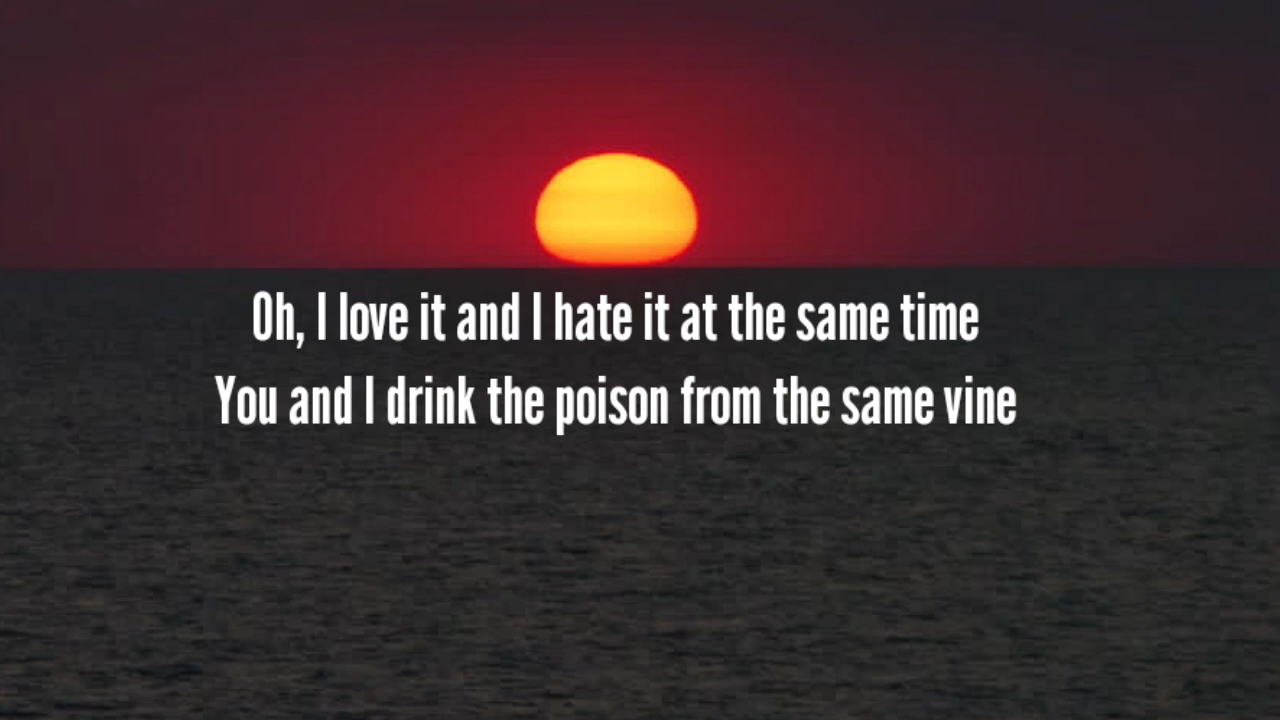 Oh, I love it and I hate it at the same time
You and I drink the poison from the same vine